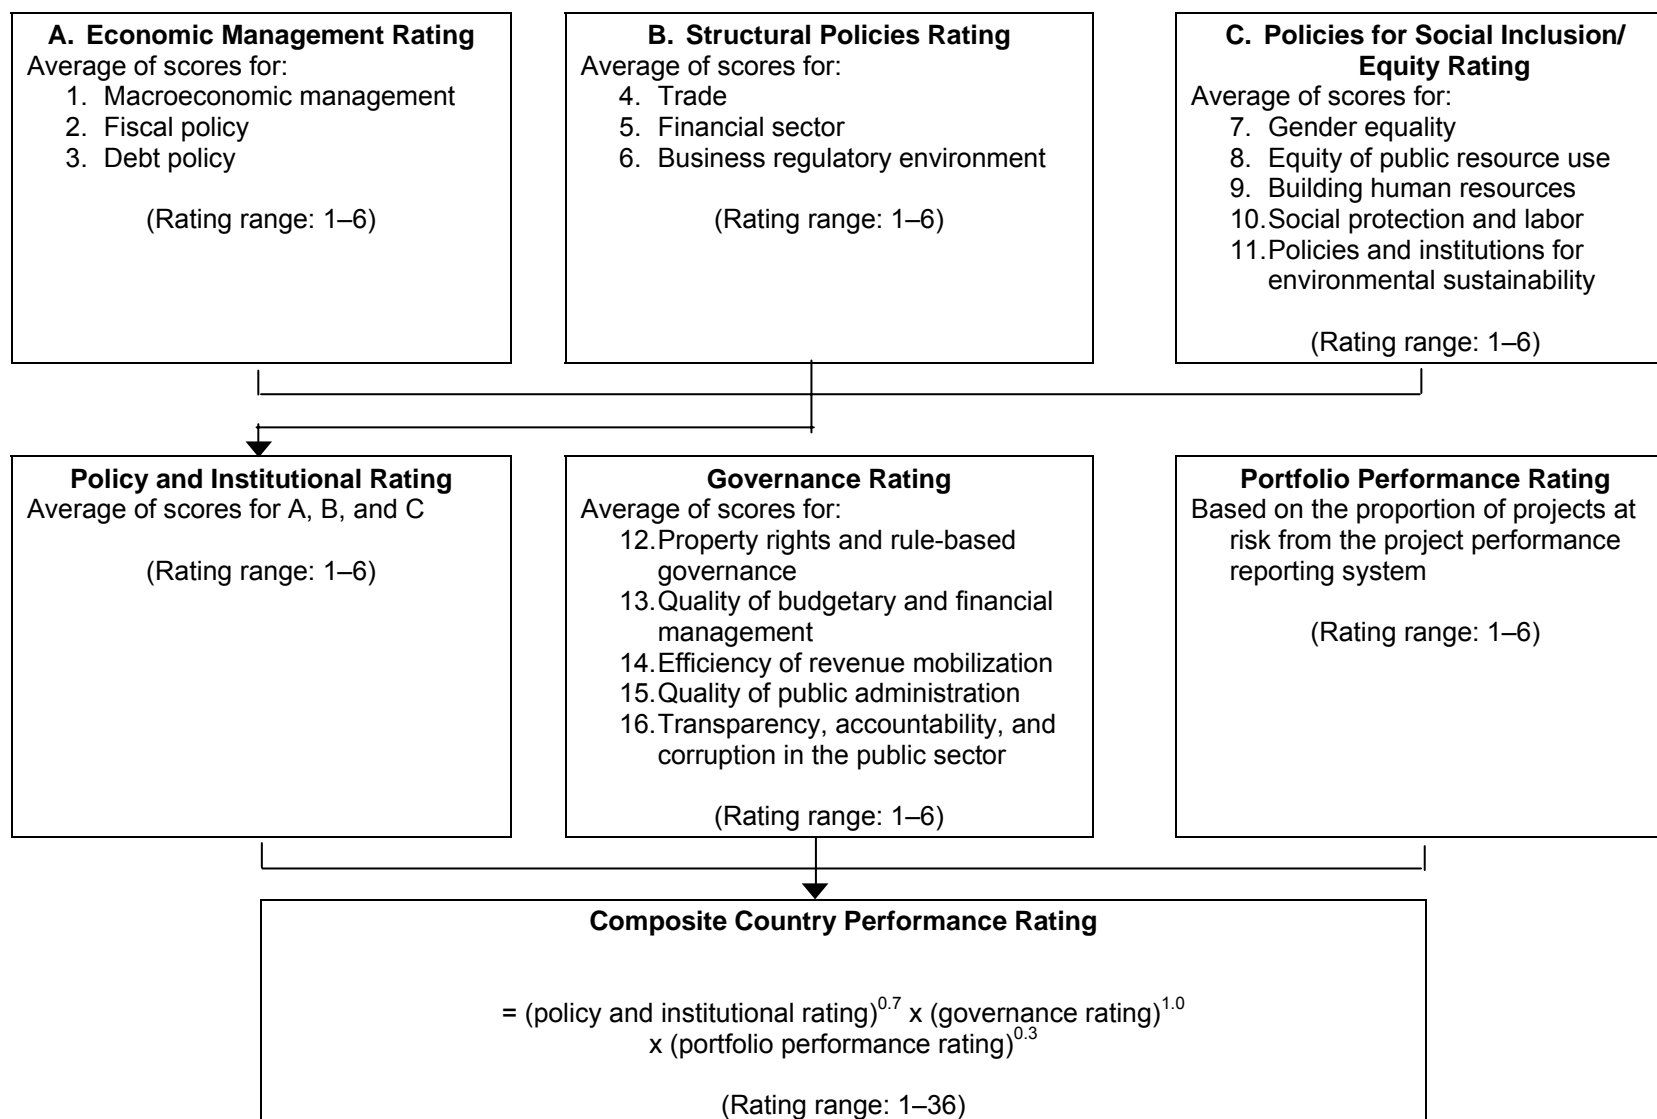 A. Economic Management Rating
Average of scores for:
1. Macroeconomic management
2. Fiscal policy
3. Debt policy
(Rating range: 1–6)
B. Structural Policies Rating
Average of scores for:
4. Trade
5. Financial sector
6. Business regulatory environment
(Rating range: 1–6)
C. Policies for Social Inclusion/
Equity Rating
Average of scores for:
7. Gender equality
8. Equity of public resource use
9. Building human resources
10. Social protection and labor
11. Policies and institutions for
environmental sustainability
(Rating range: 1–6)
Policy and Institutional Rating
Average of scores for A, B, and C
(Rating range: 1–6)
Governance Rating
Average of scores for:
12. Property rights and rule-based
governance
13. Quality of budgetary and financial
management
14. Efficiency of revenue mobilization
15. Quality of public administration
16. Transparency, accountability, and
corruption in the public sector
(Rating range: 1–6)
Portfolio Performance Rating
Based on the proportion of projects at
risk from the project performance
reporting system
(Rating range: 1–6)
Composite Country Performance Rating
= (policy and institutional rating)^0.7 x (governance rating)^1.0
x (portfolio performance rating)^0.3
(Rating range: 1–36)